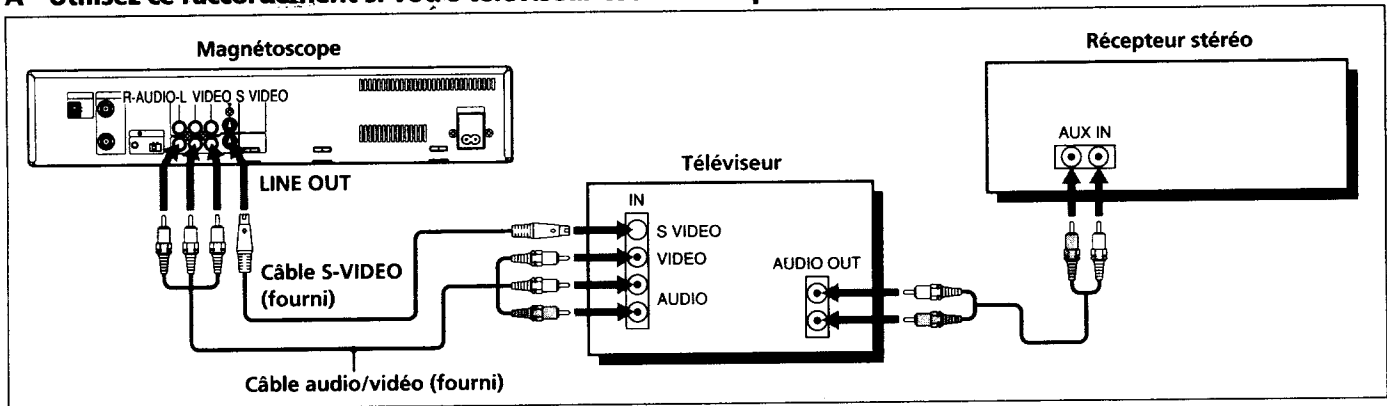 Magnétoscope
Récepteur stéréo
R-AUDIO-L VIDEO S VIDEO
LINE OUT
AUX IN
Téléviseur
IN
S VIDEO
VIDEO
AUDIO
AUDIO OUT
Câble S-VIDEO
(fourni)
Câble audio/vidéo (fourni)